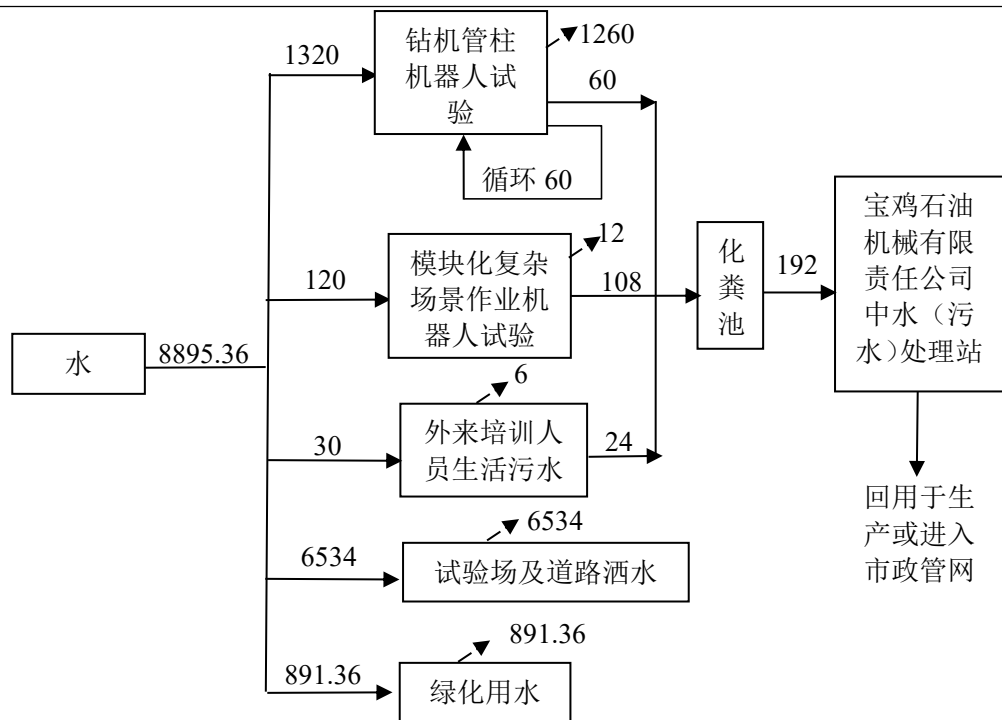 1320
钻机管柱
机器人试
验
1260
60
循环 60
120
模块化复杂
场景作业机
器人试验
12
108
化
粪
池
192
宝鸡石油
机械有限
责任公司
中水（污
水）处理站
水
8895.36
30
外来培训人
员生活污水
6
24
回用于生
产或进入
市政管网
6534
试验场及道路洒水
6534
891.36
绿化用水
891.36